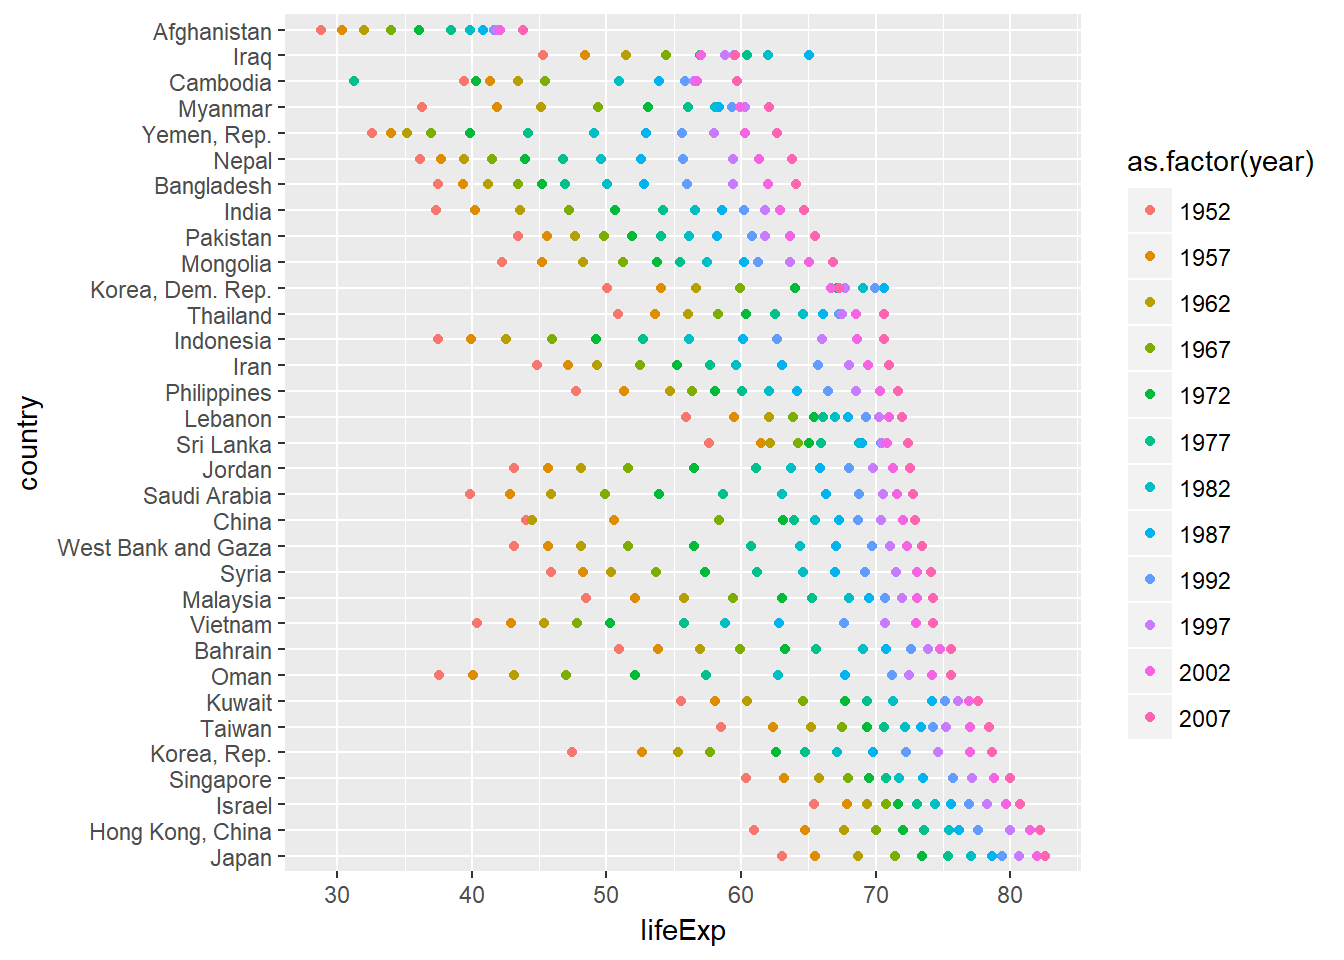 Afghanistan
Iraq
Cambodia
Myanmar
Yemen, Rep.
Nepal
Bangladesh
India
Pakistan
Mongolia
Korea, Dem. Rep.
Thailand
Indonesia
Iran
Philippines
Lebanon
Sri Lanka
Jordan
Saudi Arabia
China
West Bank and Gaza
Syria
Malaysia
Vietnam
Bahrain
Oman
Kuwait
Taiwan
Korea, Rep.
Singapore
Israel
Hong Kong, China
Japan
country
30 40 50 60 70 80
lifeExp
as.factor(year)
1952
1957
1962
1967
1972
1977
1982
1987
1992
1997
2002
2007